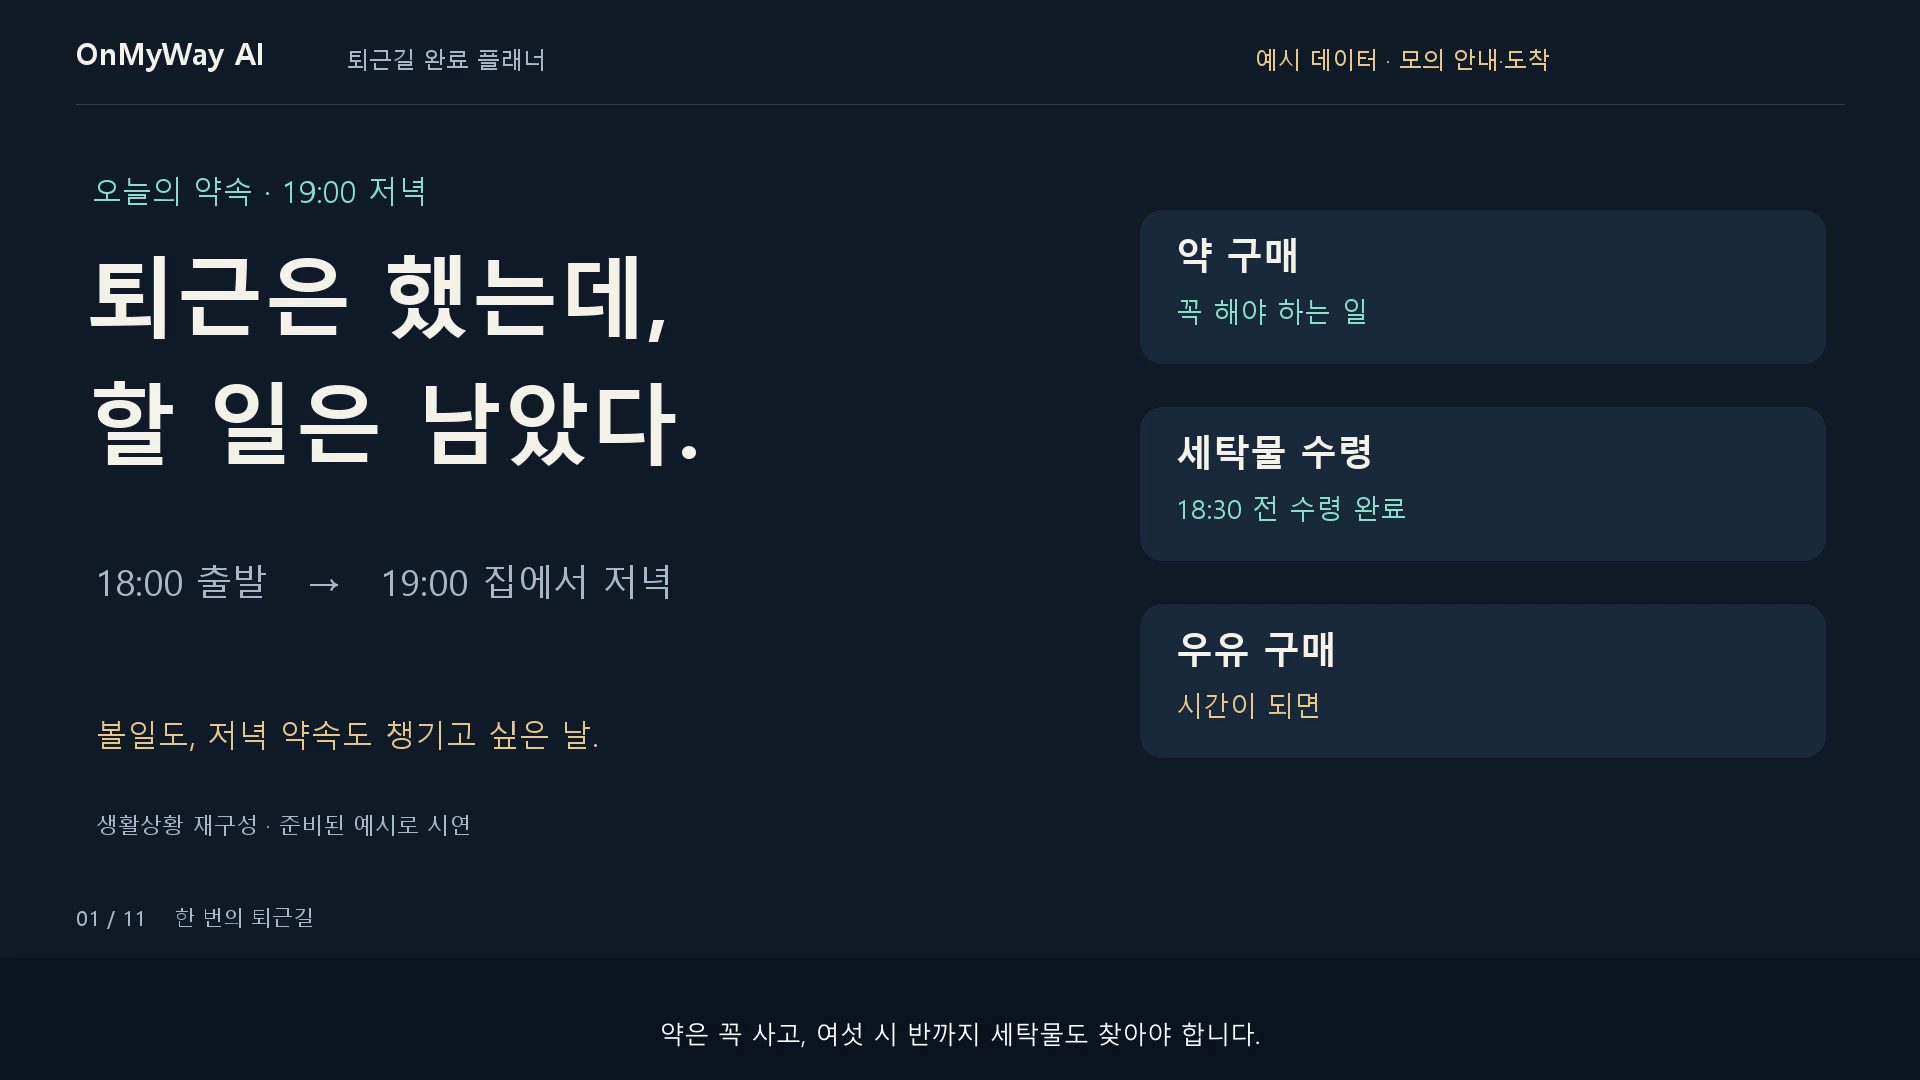 OnMyWay AI
퇴근길 완료 플래너
예시 데이터 · 모의 안내·도착
오늘의 약속 · 19:00 저녁
퇴근은 했는데,
할 일은 남았다.
18:00 출발 → 19:00 집에서 저녁
볼일도, 저녁 약속도 챙기고 싶은 날.
생활상황 재구성 · 준비된 예시로 시연
약 구매
꼭 해야 하는 일
세탁물 수령
18:30 전 수령 완료
우유 구매
시간이 되면
01 / 11 한 번의 퇴근길
약은 꼭 사고, 여섯 시 반까지 세탁물도 찾아야 합니다.